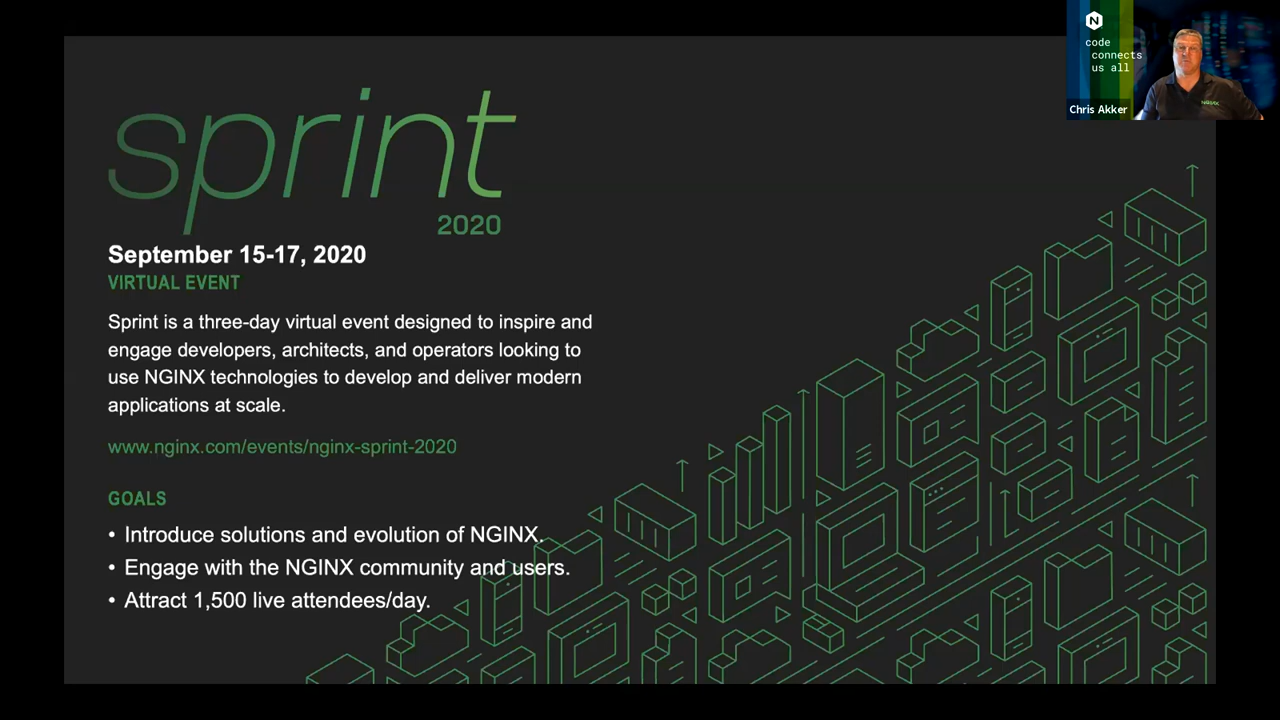 sprint
2020
September 15-17, 2020
VIRTUAL EVENT
Sprint is a three-day virtual event designed to inspire and
engage developers, architects, and operators looking to
use NGINX technologies to develop and deliver modern
applications at scale.
www.nginx.com/events/nginx-sprint-2020
GOALS
• Introduce solutions and evolution of NGINX.
• Engage with the NGINX community and users.
• Attract 1,500 live attendees/day.
N
code
connects
us all
Chris Akker
NGINX